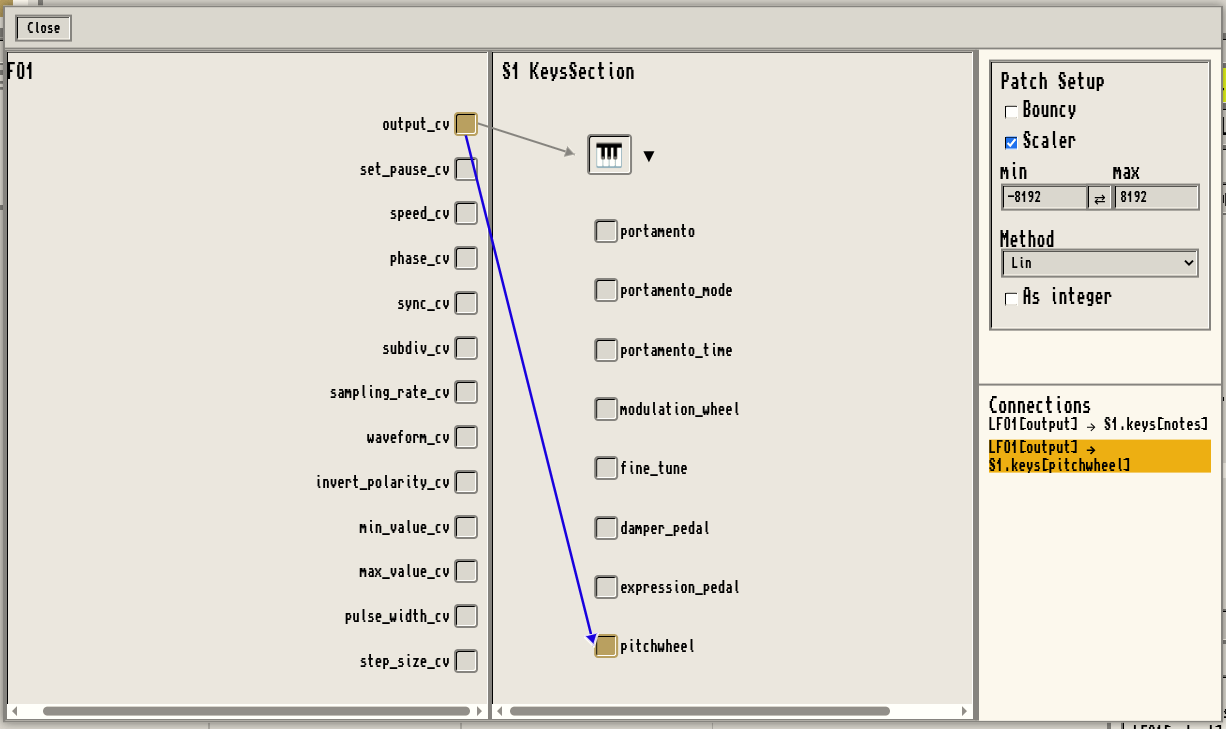 Close
FO1
output_cv
set_pause_cv
speed_cv
phase_cv
sync_cv
subdiv_cv
sampling_rate_cv
waveform_cv
invert_polarity_cv
min_value_cv
max_value_cv
pulse_width_cv
step_size_cv
S1 KeysSection
portamento
portamento_mode
portamento_time
modulation_wheel
fine_tune
damper_pedal
expression_pedal
pitchwheel
Patch Setup
Bouncy
Scaler
min max
-8192 ⇄ 8192
Method
Lin
As integer
Connections
LFO1[output] → S1.keys[notes]
LFO1[output] →
S1.keys[pitchwheel]